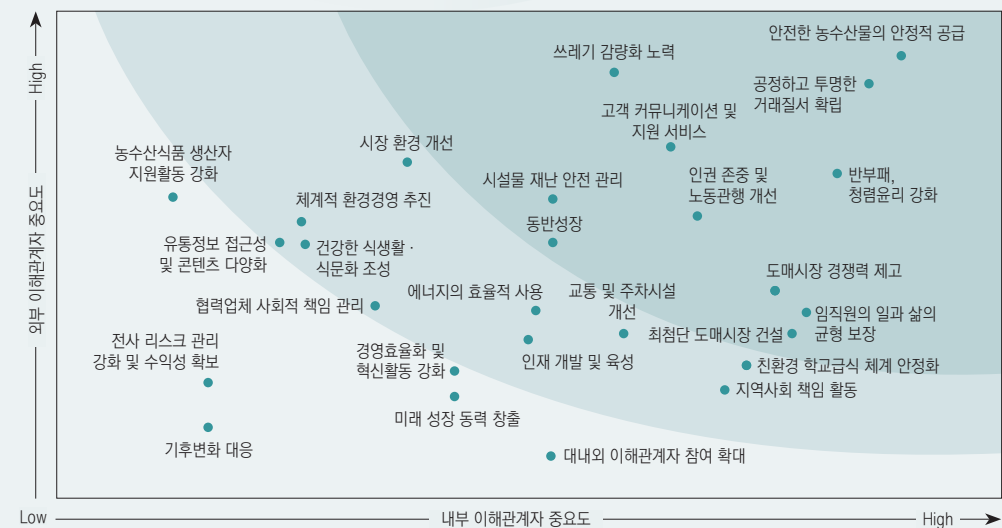 안전한 농수산물의 안정적 공급
쓰레기 감량화 노력
공정하고 투명한
거래질서 확립
고객 커뮤니케이션 및
지원 서비스
시장 환경 개선
농수산식품 생산자
지원활동 강화
시설물 재난 안전 관리
인권 존중 및
노동관행 개선
반부패,
청렴윤리 강화
체계적 환경경영 추진
동반성장
유통정보 접근성
및 콘텐츠 다양화
건강한 식생활 ·
식문화 조성
도매시장 경쟁력 제고
에너지의 효율적 사용
교통 및 주차시설
개선
협력업체 사회적 책임 관리
임직원의 일과 삶의
균형 보장
최첨단 도매시장 건설
전사 리스크 관리
강화 및 수익성 확보
경영효율화 및
혁신활동 강화
인재 개발 및 육성
친환경 학교급식 체계 안정화
지역사회 책임 활동
미래 성장 동력 창출
기후변화 대응
대내외 이해관계자 참여 확대
High
외부 이해관계자 중요도
Low
내부 이해관계자 중요도
High